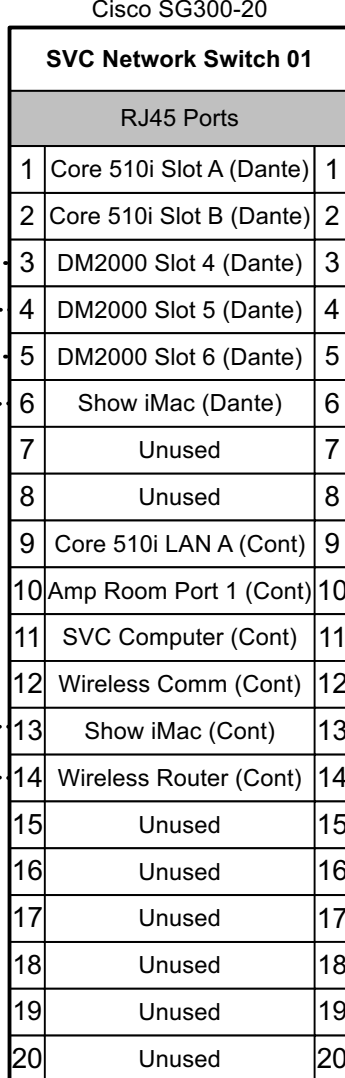 Cisco SG300-20
SVC Network Switch 01
RJ45 Ports
1 Core 510i Slot A (Dante) 1
2 Core 510i Slot B (Dante) 2
3 DM2000 Slot 4 (Dante) 3
4 DM2000 Slot 5 (Dante) 4
5 DM2000 Slot 6 (Dante) 5
6 Show iMac (Dante) 6
7 Unused 7
8 Unused 8
9 Core 510i LAN A (Cont) 9
10 Amp Room Port 1 (Cont) 10
11 SVC Computer (Cont) 11
12 Wireless Comm (Cont) 12
13 Show iMac (Cont) 13
14 Wireless Router (Cont) 14
15 Unused 15
16 Unused 16
17 Unused 17
18 Unused 18
19 Unused 19
20 Unused 20